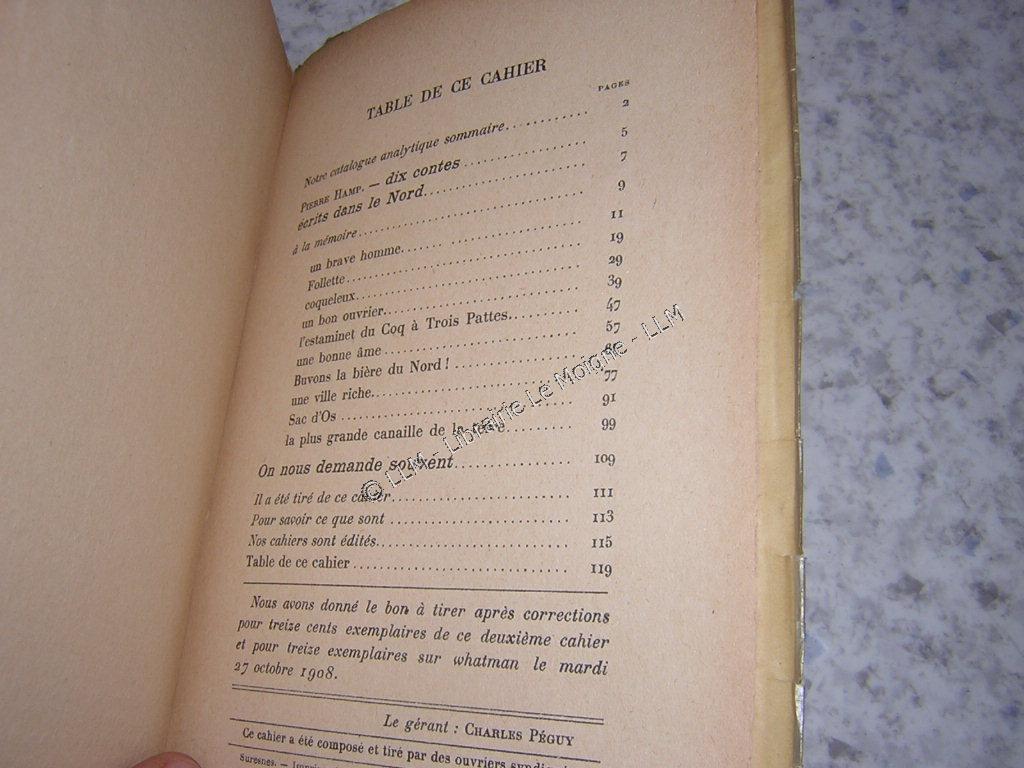 TABLE DE CE CAHIER
PAGES
Notre catalogue analytique sommaire............. 2
PIERRE HAMP. — dix contes ................. 5
écrits dans le Nord...................... 7
à la mémoire.............................. 9
un brave homme....... .................. 11
Follette................................ 19
coqueleux.............................. 29
un bon ouvrier.......................... 39
l'estaminet du Coq à Trois Pattes......... 47
une bonne âme ......................... 57
Buvons la bière du Nord ! ................
une ville riche.......................... 77
Sac d'Os .............................. 91
la plus grande canaille de la terre......... 99
On nous demande souvent............... 109
Il a été tiré de ce cahier........................ 111
Pour savoir ce que sont ........................ 113
Nos cahiers sont édités......................... 115
Table de ce cahier ............................. 119
Nous avons donné le bon à tirer après corrections
pour treize cents exemplaires de ce deuxième cahier
et pour treize exemplaires sur whatman le mardi
27 octobre 1908.
Le gérant : CHARLES PÉGUY
Ce cahier a été composé et tiré par des ouvriers
Suresnes. —
© LLM - Librairie Le Moigne - LLM